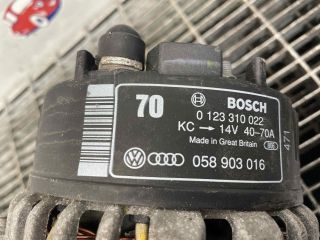 70
BOSCH
0 123 310 022
KC → 14V 40-70A
Made in Great Britain
471
058 903 016